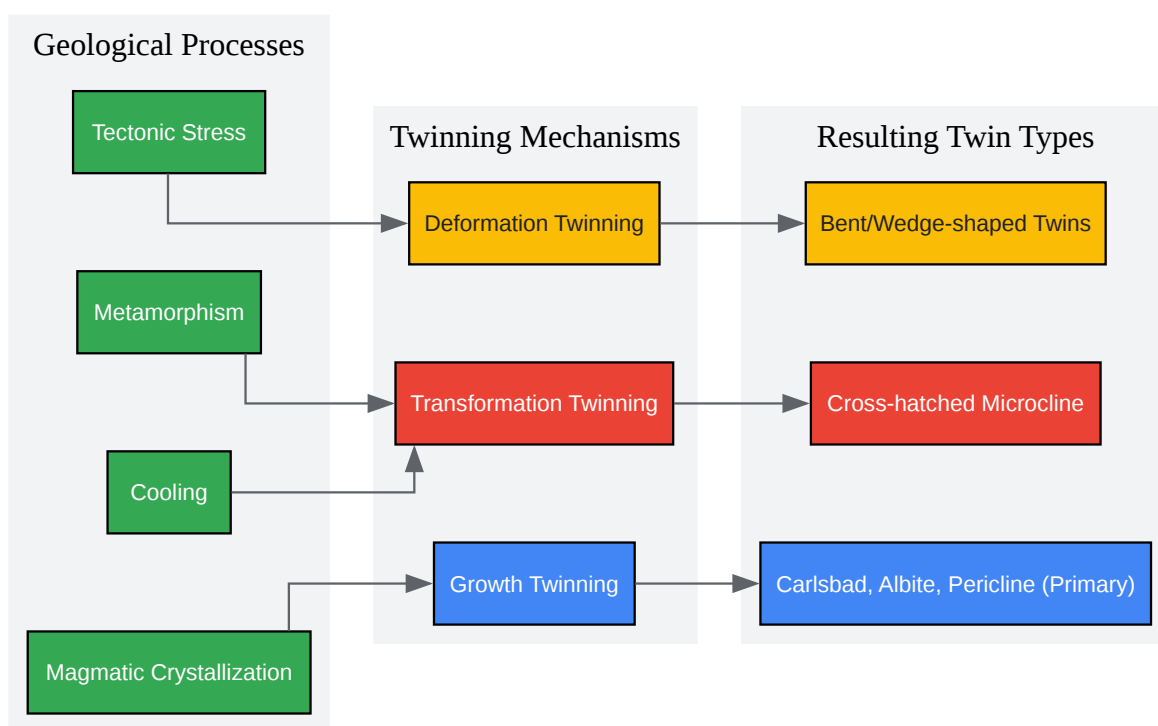 Geological Processes
Tectonic Stress
Metamorphism
Cooling
Magmatic Crystallization
Twinning Mechanisms
Deformation Twinning
Transformation Twinning
Growth Twinning
Resulting Twin Types
Bent/Wedge-shaped Twins
Cross-hatched Microcline
Carlsbad, Albite, Pericline (Primary)